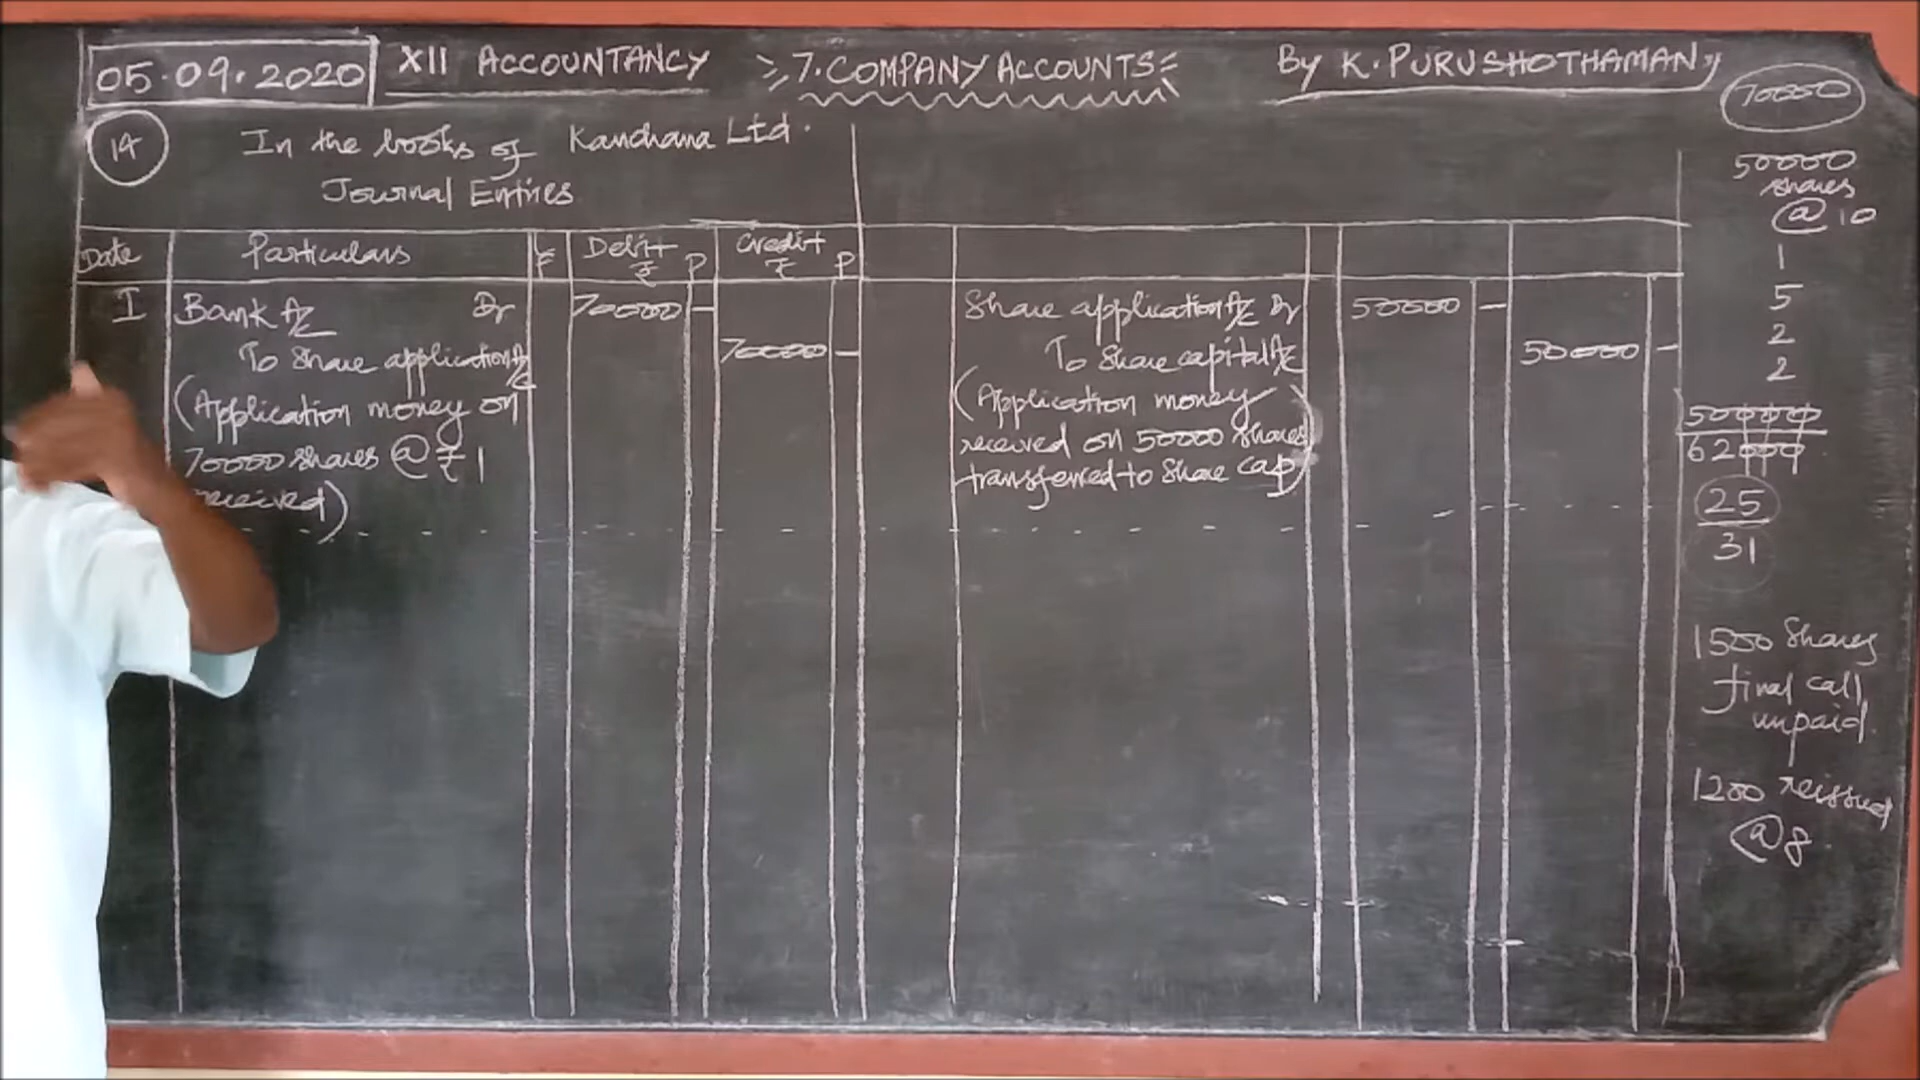 05.09.2020
XII ACCOUNTANCY
7. COMPANY ACCOUNTS
By K. PURUSHOTHAMAN
14
In the books of Kanchana Ltd.
Journal Entries
Date Particulars F Debit ₹ P Credit ₹ P
I Bank A/c Dr 70000 —
To Share application A/c 70000 —
(Application money on
70000 shares @ ₹ 1
received)
Share application A/c Dr 50000 —
To Share capital A/c 50000 —
(Application money
received on 50000 shares
transferred to Share cap)
70000
50000
shares
@ 10
1
5
2
2
50000
62000
25
31
1500 Shares
final call
unpaid.
1200 reissued
@ 8